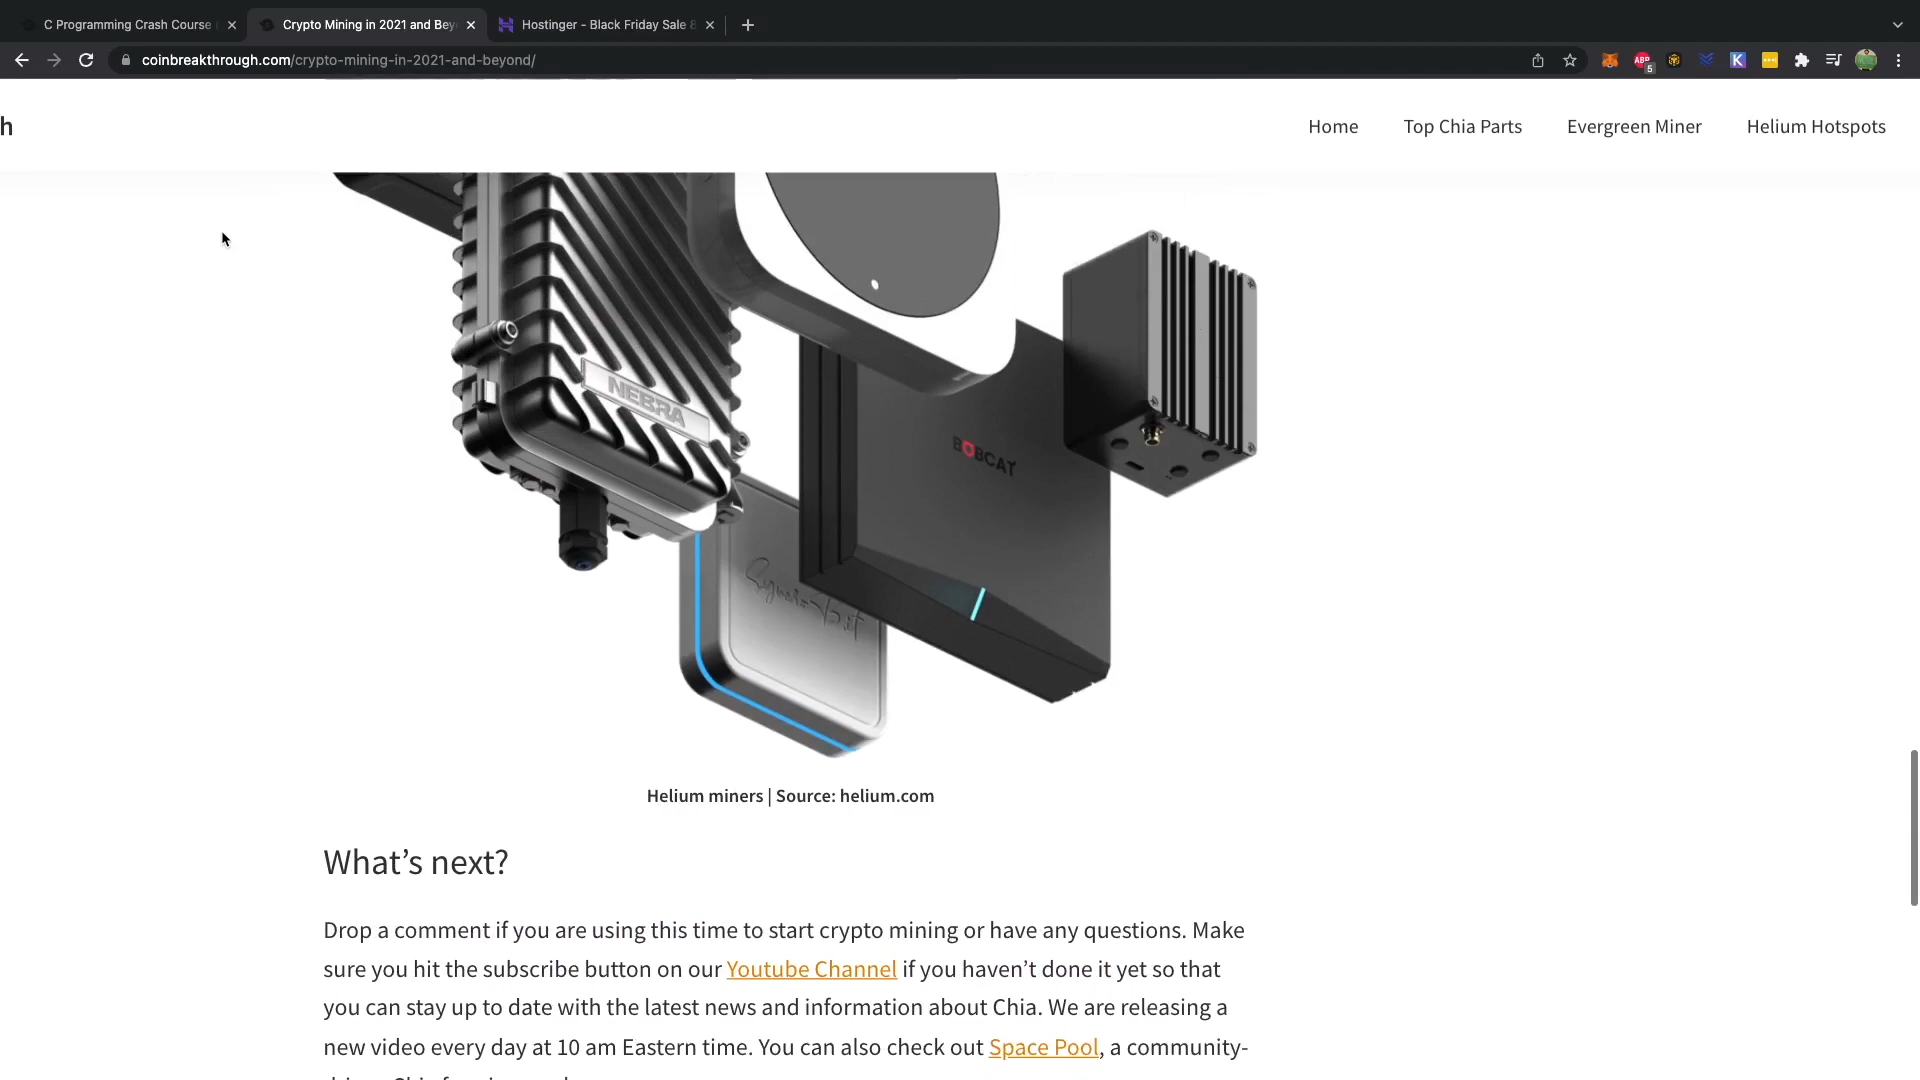 C Programming Crash Course
Crypto Mining in 2021 and Bey
Hostinger - Black Friday Sale 8
coinbreakthrough.com/crypto-mining-in-2021-and-beyond/
ABP
5
K
h
Home
Top Chia Parts
Evergreen Miner
Helium Hotspots
NEBRA
BOBCAT
Helium miners | Source: helium.com
What's next?
Drop a comment if you are using this time to start crypto mining or have any questions. Make
sure you hit the subscribe button on our Youtube Channel if you haven't done it yet so that
you can stay up to date with the latest news and information about Chia. We are releasing a
new video every day at 10 am Eastern time. You can also check out Space Pool, a community-